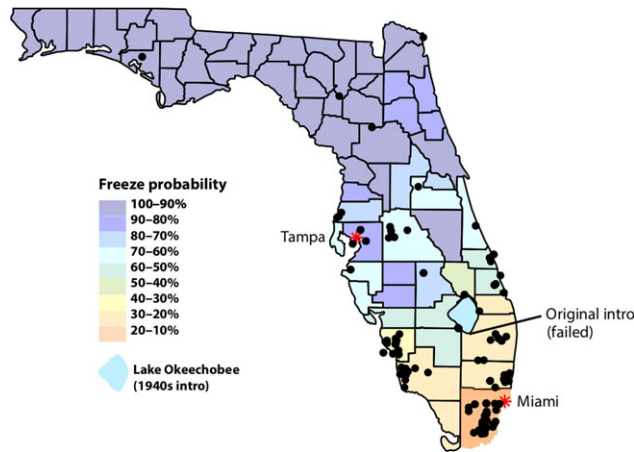 Freeze probability
100–90%
90–80%
80–70%
70–60%
60–50%
50–40%
40–30%
30–20%
20–10%
Lake Okeechobee
(1940s intro)
Tampa
Original intro
(failed)
Miami